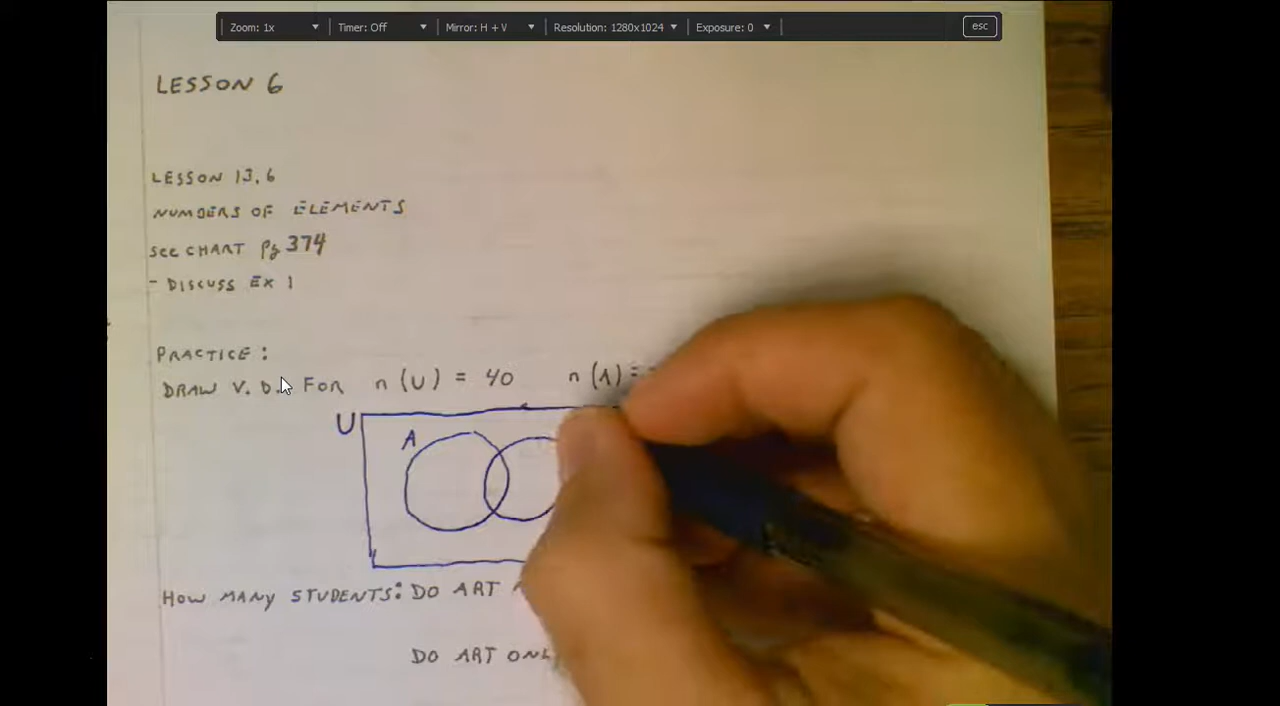 Zoom: 1x Timer: Off Mirror: H + V Resolution: 1280x1024 Exposure: 0 esc
LESSON 6
LESSON 13.6
NUMBERS OF ELEMENTS
SEE CHART Pg 374
- DISCUSS EX 1
PRACTICE:
DRAW V. D. FOR n (U) = 40 n (A) =
U
A
HOW MANY STUDENTS: DO ART
DO ART